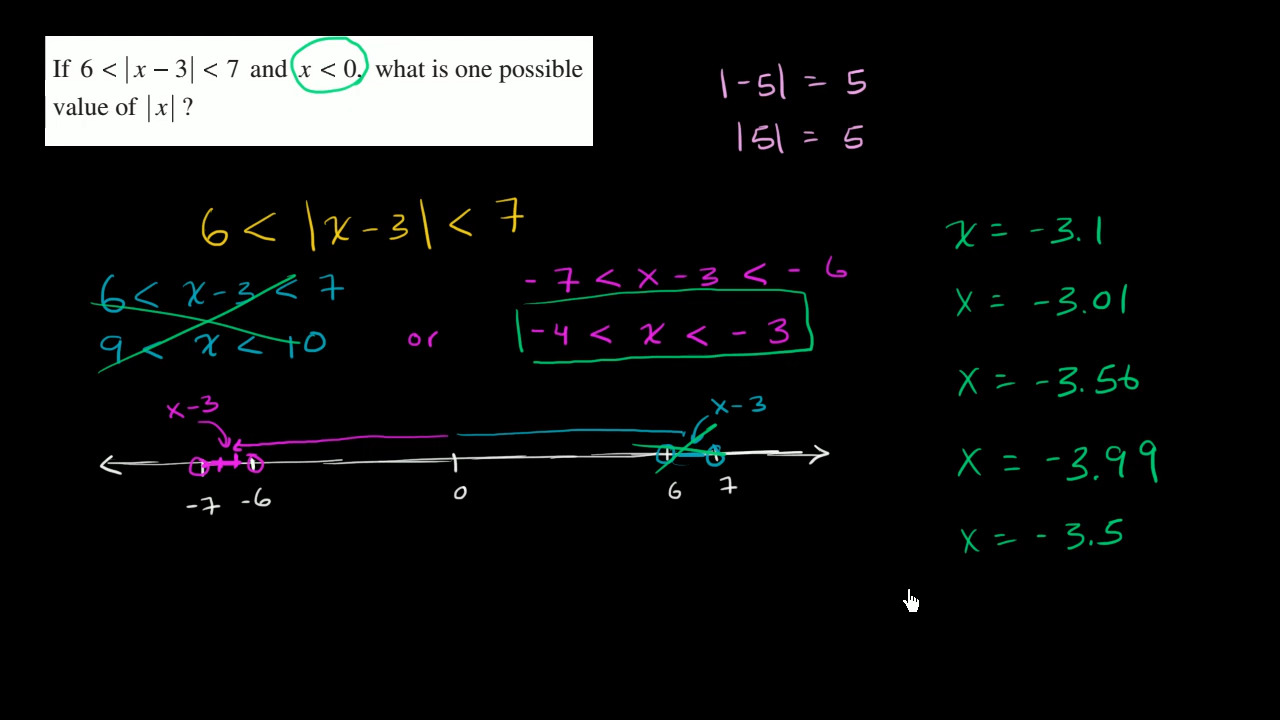 If 6 < |x − 3| < 7 and x < 0, what is one possible
value of |x| ?
|-5| = 5
|5| = 5
6 < |x-3| < 7
6 < x-3 < 7
9 < x < 10
or
-7 < x-3 < -6
-4 < x < -3
x-3
x-3
-7 -6 0 6 7
x = -3.1
x = -3.01
x = -3.56
x = -3.99
x = -3.5